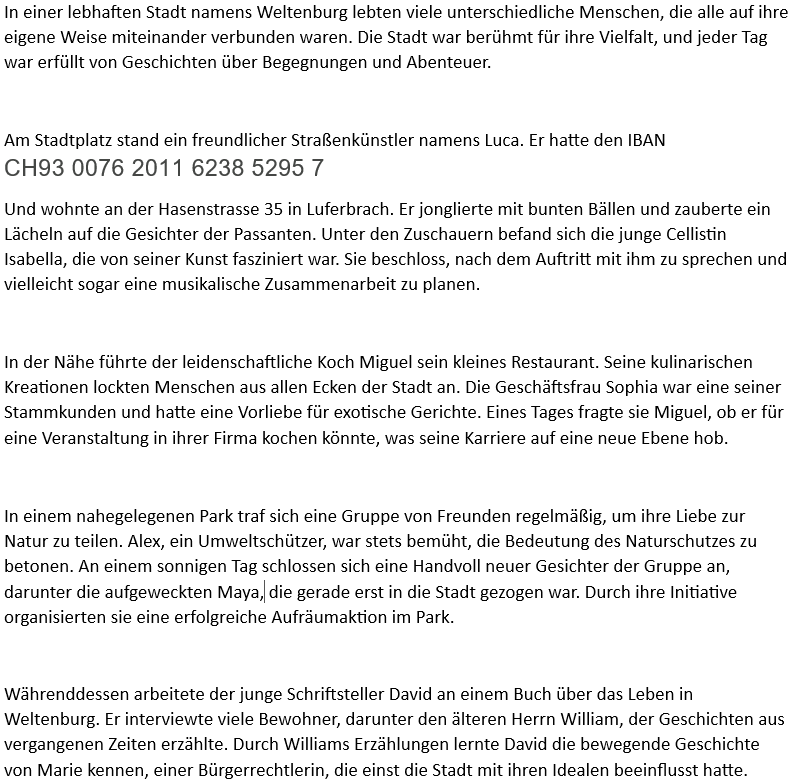 In einer lebhaften Stadt namens Weltenburg lebten viele unterschiedliche Menschen, die alle auf ihre
eigene Weise miteinander verbunden waren. Die Stadt war berühmt für ihre Vielfalt, und jeder Tag
war erfüllt von Geschichten über Begegnungen und Abenteuer.
Am Stadtplatz stand ein freundlicher Straßenkünstler namens Luca. Er hatte den IBAN
CH93 0076 2011 6238 5295 7
Und wohnte an der Hasenstrasse 35 in Luferbrach. Er jonglierte mit bunten Bällen und zauberte ein
Lächeln auf die Gesichter der Passanten. Unter den Zuschauern befand sich die junge Cellistin
Isabella, die von seiner Kunst fasziniert war. Sie beschloss, nach dem Auftritt mit ihm zu sprechen und
vielleicht sogar eine musikalische Zusammenarbeit zu planen.
In der Nähe führte der leidenschaftliche Koch Miguel sein kleines Restaurant. Seine kulinarischen
Kreationen lockten Menschen aus allen Ecken der Stadt an. Die Geschäftsfrau Sophia war eine seiner
Stammkunden und hatte eine Vorliebe für exotische Gerichte. Eines Tages fragte sie Miguel, ob er für
eine Veranstaltung in ihrer Firma kochen könnte, was seine Karriere auf eine neue Ebene hob.
In einem nahegelegenen Park traf sich eine Gruppe von Freunden regelmäßig, um ihre Liebe zur
Natur zu teilen. Alex, ein Umweltschützer, war stets bemüht, die Bedeutung des Naturschutzes zu
betonen. An einem sonnigen Tag schlossen sich eine Handvoll neuer Gesichter der Gruppe an,
darunter die aufgeweckten Maya, die gerade erst in die Stadt gezogen war. Durch ihre Initiative
organisierten sie eine erfolgreiche Aufräumaktion im Park.
Währenddessen arbeitete der junge Schriftsteller David an einem Buch über das Leben in
Weltenburg. Er interviewte viele Bewohner, darunter den älteren Herrn William, der Geschichten aus
vergangenen Zeiten erzählte. Durch Williams Erzählungen lernte David die bewegende Geschichte
von Marie kennen, einer Bürgerrechtlerin, die einst die Stadt mit ihren Idealen beeinflusst hatte.